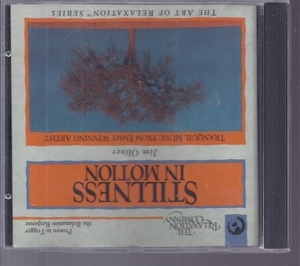 THE ART OF RELAXATION™ SERIES
TRANQUIL MUSIC FROM EMMY WINNING ARTIST
Jim Oliver
STILLNESS
IN MOTION
THE
RELAXATION
COMPANY
Proven to Trigger
the Relaxation Response